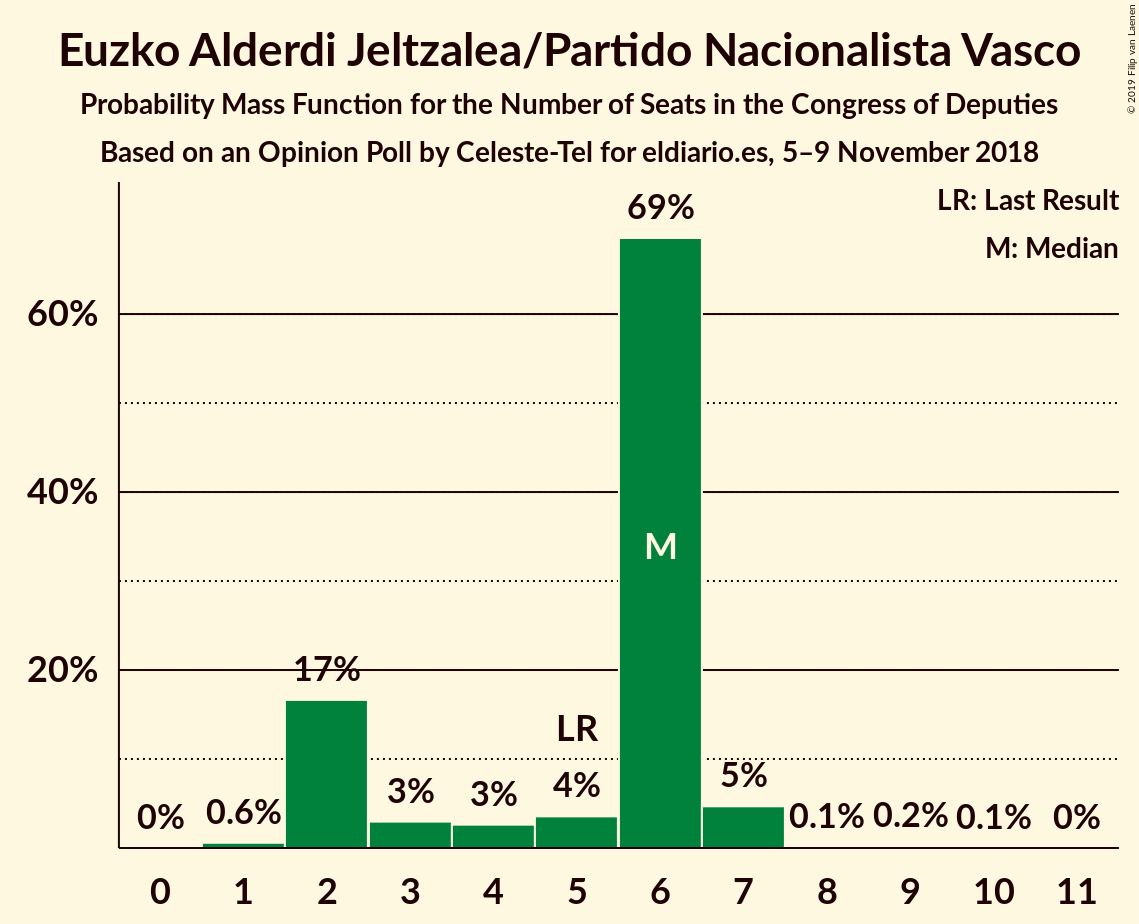 Euzko Alderdi Jeltzalea/Partido Nacionalista Vasco
Probability Mass Function for the Number of Seats in the Congress of Deputies
Based on an Opinion Poll by Celeste-Tel for eldiario.es, 5–9 November 2018
© 2019 Filip van Laenen
LR: Last Result
M: Median
60%
40%
20%
0%
0.6%
17%
3%
3%
LR
4%
69%
M
5%
0.1%
0.2%
0.1%
0%
0 1 2 3 4 5 6 7 8 9 10 11